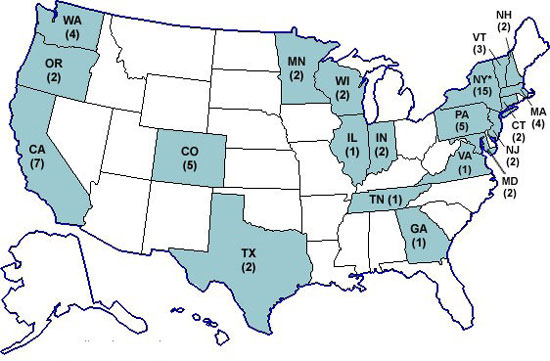 WA
(4)
OR
(2)
CA
(7)
CO
(5)
TX
(2)
MN
(2)
WI
(2)
IL
(1)
IN
(2)
TN (1)
GA
(1)
VA
(1)
PA
(5)
NY*
(15)
VT
(3)
NH
(2)
MA
(4)
CT
(2)
NJ
(2)
MD
(2)